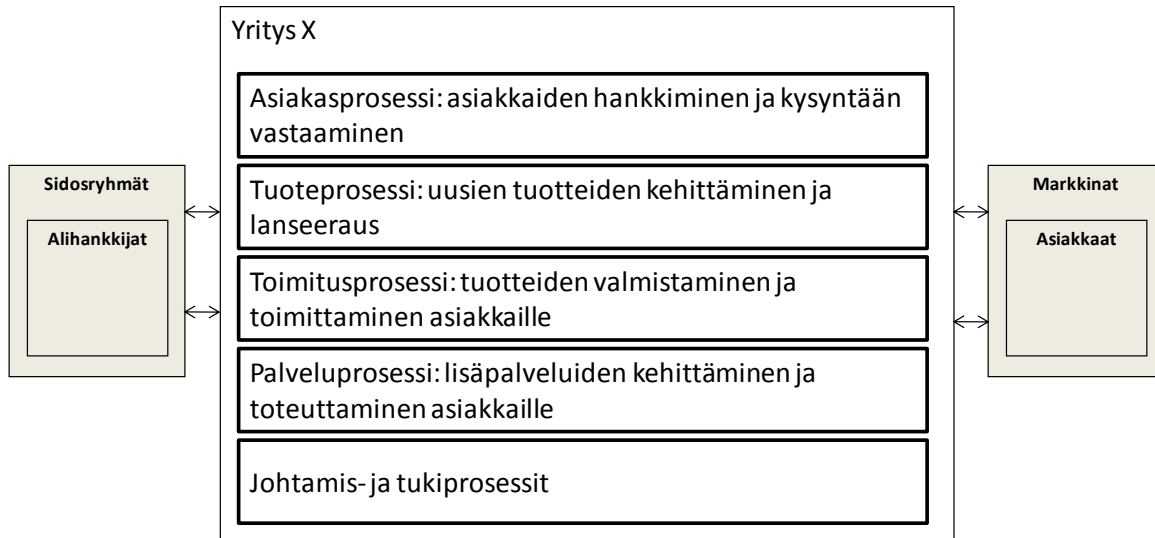 Yritys X
Asiakasprosessi: asiakkaiden hankkiminen ja kysyntään
vastaaminen
Sidosryhmät
Alihankkijat
Tuoteprosessi: uusien tuotteiden kehittäminen ja
lanseeraus
Toimitusprosessi: tuotteiden valmistaminen ja
toimittaminen asiakkaille
Palveluprosessi: lisäpalveluiden kehittäminen ja
toteuttaminen asiakkaille
Johtamis- ja tukiprosessit
Markkinat
Asiakkaat